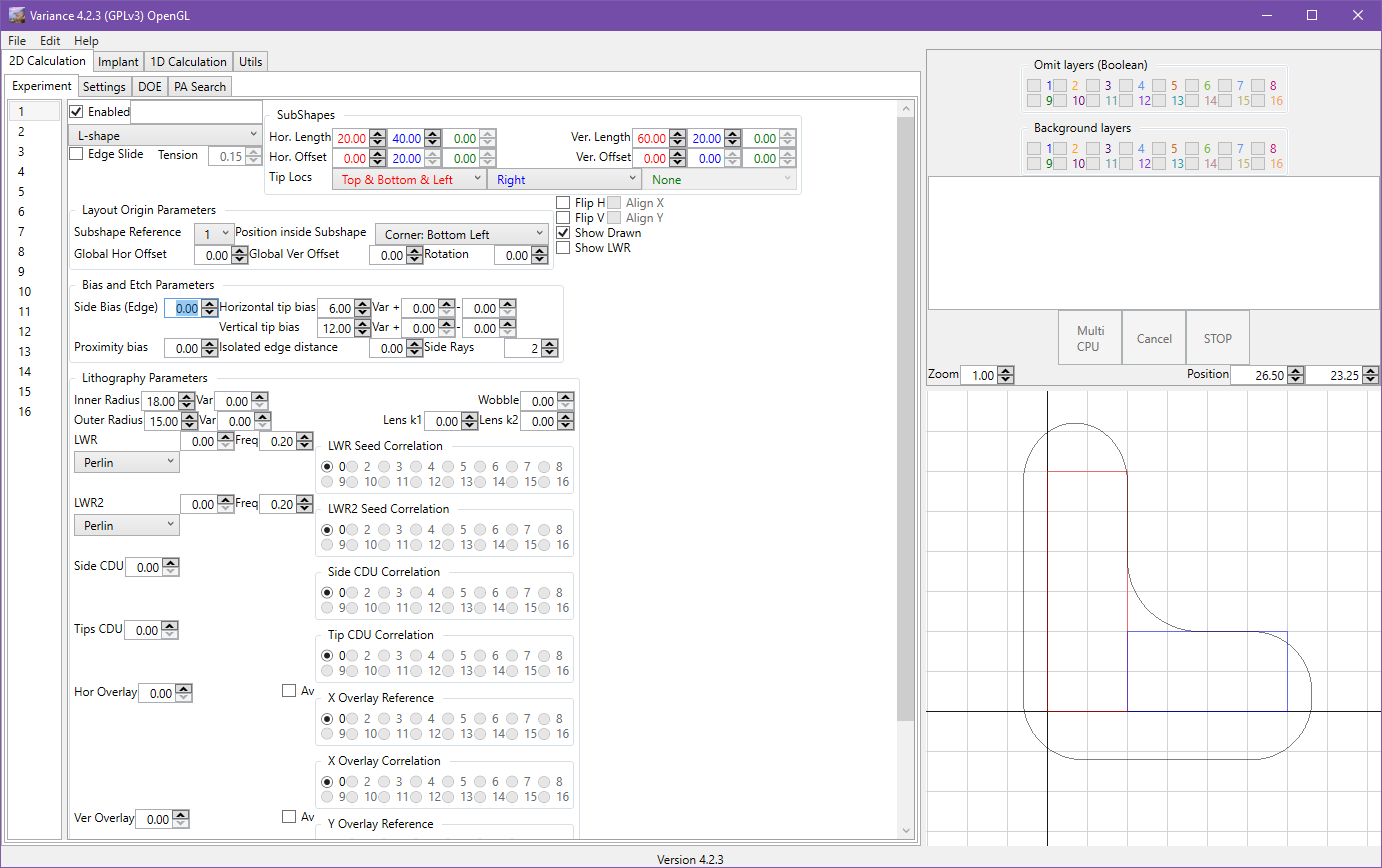 Variance 4.2.3 (GPLv3) OpenGL
File Edit Help
2D Calculation Implant 1D Calculation Utils
Experiment Settings DOE PA Search
1
2
3
4
5
6
7
8
9
10
11
12
13
14
15
16
Enabled
L-shape
Edge Slide Tension 0.15
SubShapes
Hor. Length 20.00 40.00 0.00 Ver. Length 60.00 20.00 0.00
Hor. Offset 0.00 20.00 0.00 Ver. Offset 0.00 0.00 0.00
Tip Locs Top & Bottom & Left Right None
Layout Origin Parameters
Subshape Reference 1 Position inside Subshape Corner: Bottom Left
Global Hor Offset 0.00 Global Ver Offset 0.00 Rotation 0.00
Flip H Align X
Flip V Align Y
Show Drawn
Show LWR
Bias and Etch Parameters
Side Bias (Edge) 0.00 Horizontal tip bias 6.00 Var + 0.00 - 0.00
Vertical tip bias 12.00 Var + 0.00 - 0.00
Proximity bias 0.00 Isolated edge distance 0.00 Side Rays 2
Lithography Parameters
Inner Radius 18.00 Var 0.00 Wobble 0.00
Outer Radius 15.00 Var 0.00 Lens k1 0.00 Lens k2 0.00
LWR 0.00 Freq 0.20
Perlin
LWR Seed Correlation
0 2 3 4 5 6 7 8
9 10 11 12 13 14 15 16
LWR2 0.00 Freq 0.20
Perlin
LWR2 Seed Correlation
0 2 3 4 5 6 7 8
9 10 11 12 13 14 15 16
Side CDU 0.00
Side CDU Correlation
0 2 3 4 5 6 7 8
9 10 11 12 13 14 15 16
Tips CDU 0.00
Tip CDU Correlation
0 2 3 4 5 6 7 8
9 10 11 12 13 14 15 16
Hor Overlay 0.00 Av
X Overlay Reference
0 2 3 4 5 6 7 8
9 10 11 12 13 14 15 16
X Overlay Correlation
0 2 3 4 5 6 7 8
9 10 11 12 13 14 15 16
Ver Overlay 0.00 Av
Y Overlay Reference
Omit layers (Boolean)
1 2 3 4 5 6 7 8
9 10 11 12 13 14 15 16
Background layers
1 2 3 4 5 6 7 8
9 10 11 12 13 14 15 16
Multi
CPU
Cancel
STOP
Zoom 1.00 Position 26.50 23.25
Version 4.2.3